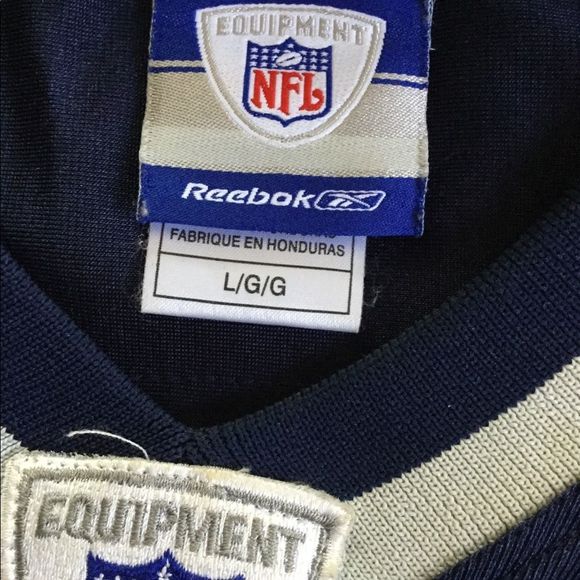 EQUIPMENT
NFL
Reebok
FABRIQUE EN HONDURAS
L/G/G
EQUIPMENT